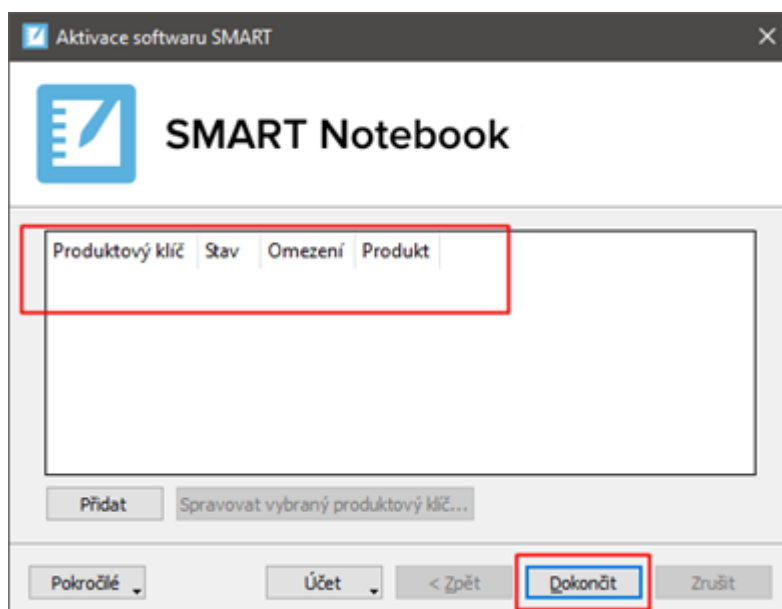 Aktivace softwaru SMART
SMART Notebook
Produktový klíč Stav Omezení Produkt
Přidat Spravovat vybraný produktový klíč...
Pokročilé Účet < Zpět Dokončit Zrušit